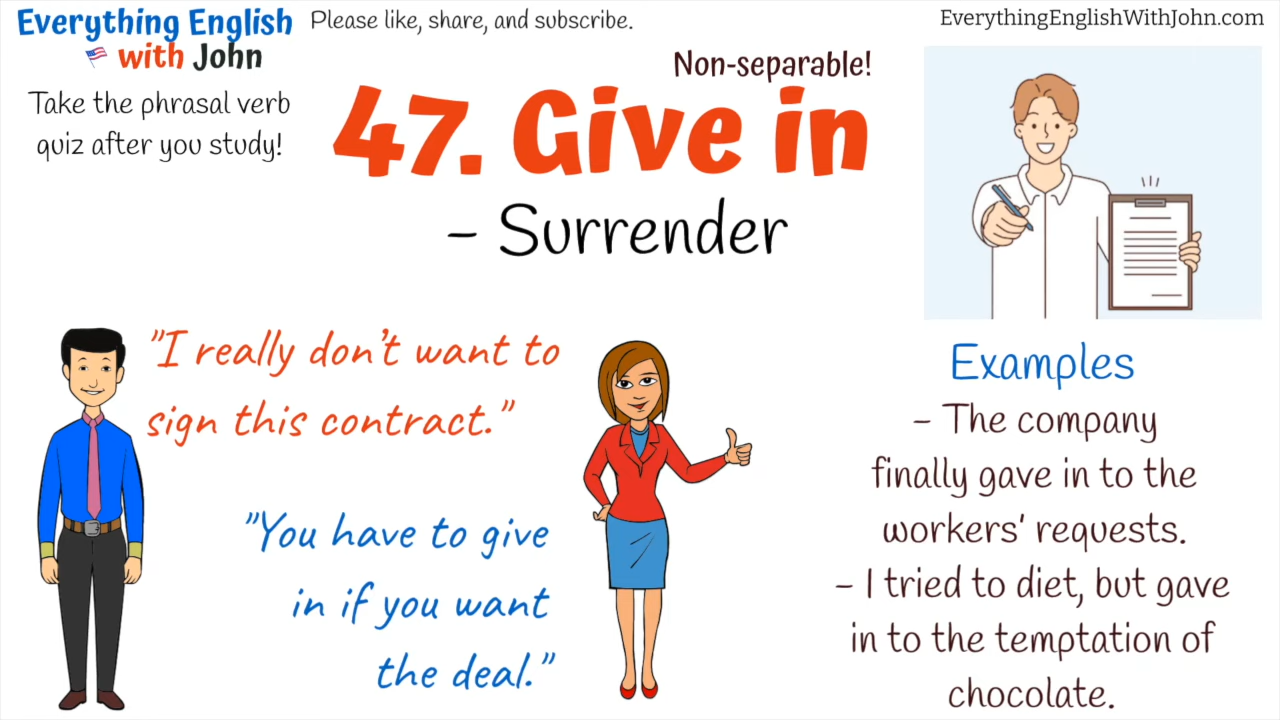 Everything English
with John
Please like, share, and subscribe.
EverythingEnglishWithJohn.com
Take the phrasal verb
quiz after you study!
Non-separable!
47. Give in
- Surrender
"I really don't want to
sign this contract."
"You have to give
in if you want
the deal."
Examples
- The company
finally gave in to the
workers' requests.
- I tried to diet, but gave
in to the temptation of
chocolate.